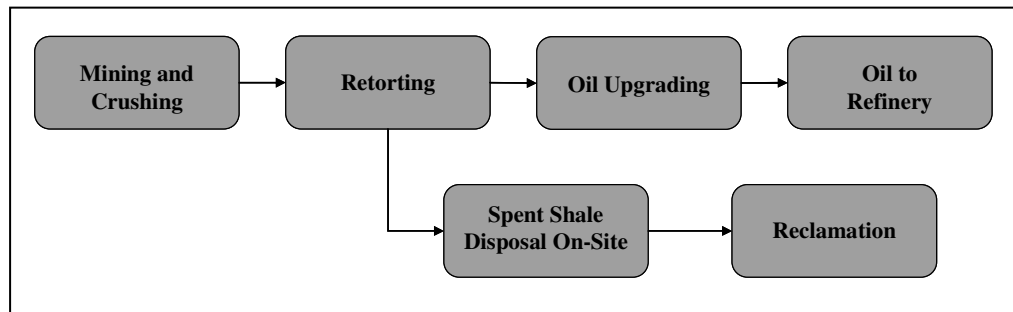 Mining and
Crushing
Retorting
Oil Upgrading
Oil to
Refinery
Spent Shale
Disposal On-Site
Reclamation